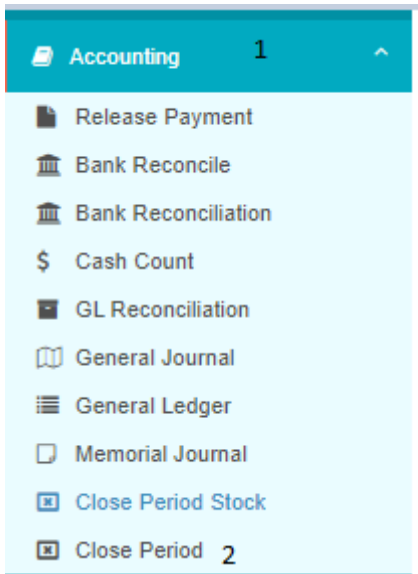 Accounting 1
Release Payment
Bank Reconcile
Bank Reconciliation
$ Cash Count
GL Reconciliation
General Journal
General Ledger
Memorial Journal
Close Period Stock
Close Period 2